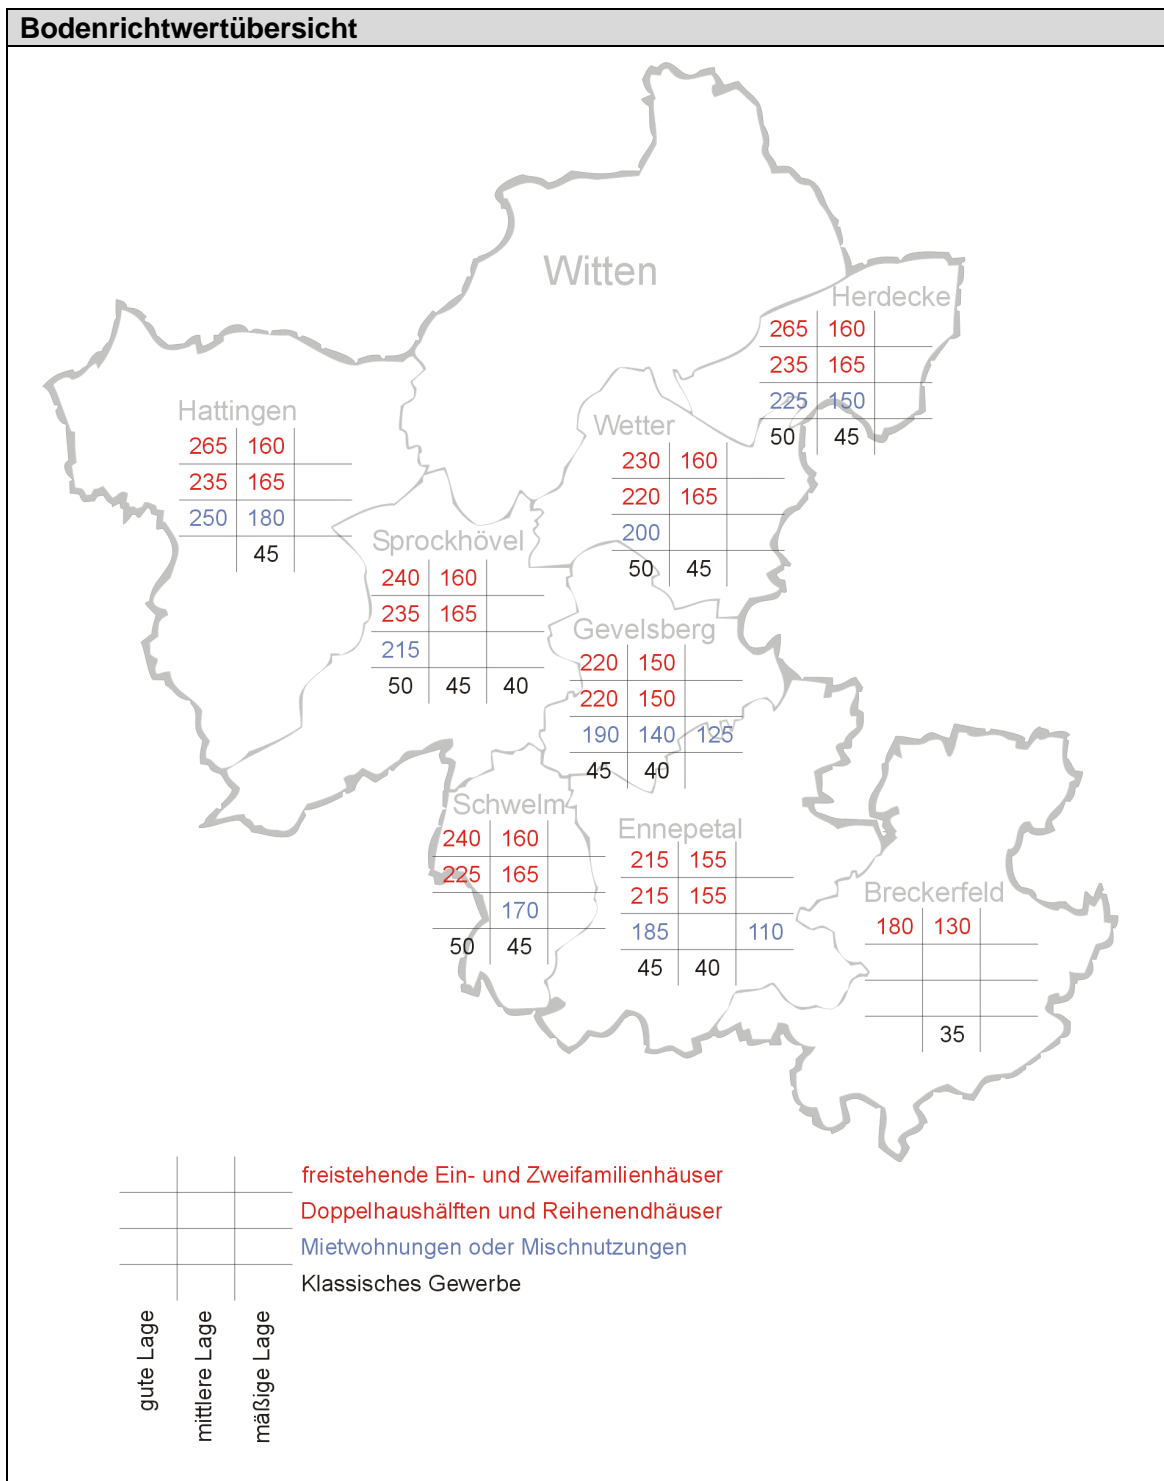 Bodenrichtwertübersicht
Witten
Herdecke
265 160
235 165
225 150
50 45
Hattingen
265 160
235 165
250 180
45
Wetter
230 160
220 165
200
50 45
Sprockhövel
240 160
235 165
215
50 45 40
Gevelsberg
220 150
220 150
190 140 125
45 40
Schwelm
240 160
225 165
170
50 45
Ennepetal
215 155
215 155
185 110
45 40
Breckerfeld
180 130
35
freistehende Ein- und Zweifamilienhäuser
Doppelhaushälften und Reihenendhäuser
Mietwohnungen oder Mischnutzungen
Klassisches Gewerbe
gute Lage
mittlere Lage
mäßige Lage